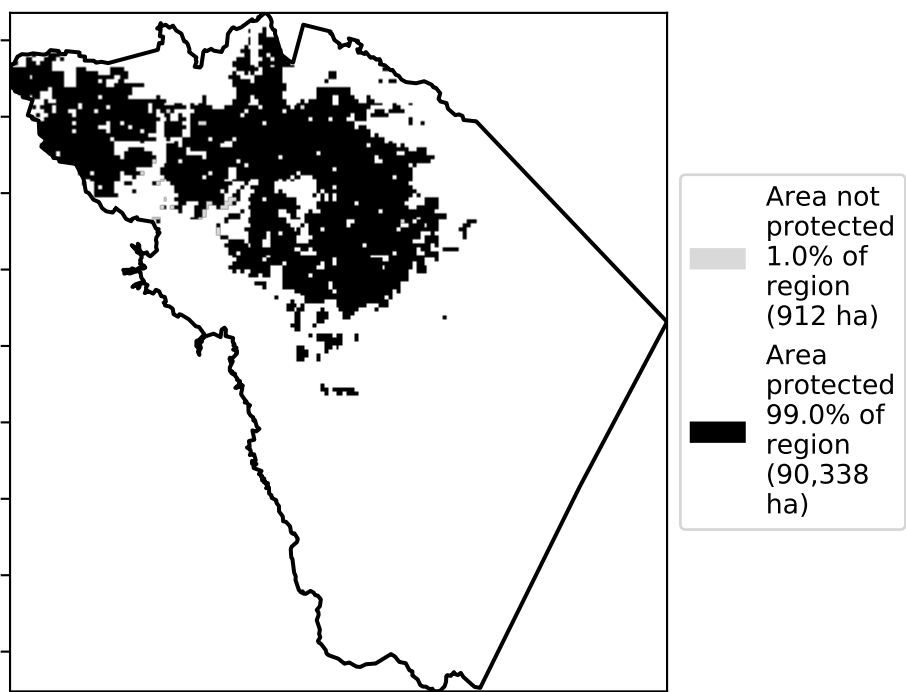 Area not
protected
1.0% of
region
(912 ha)
Area
protected
99.0% of
region
(90,338
ha)